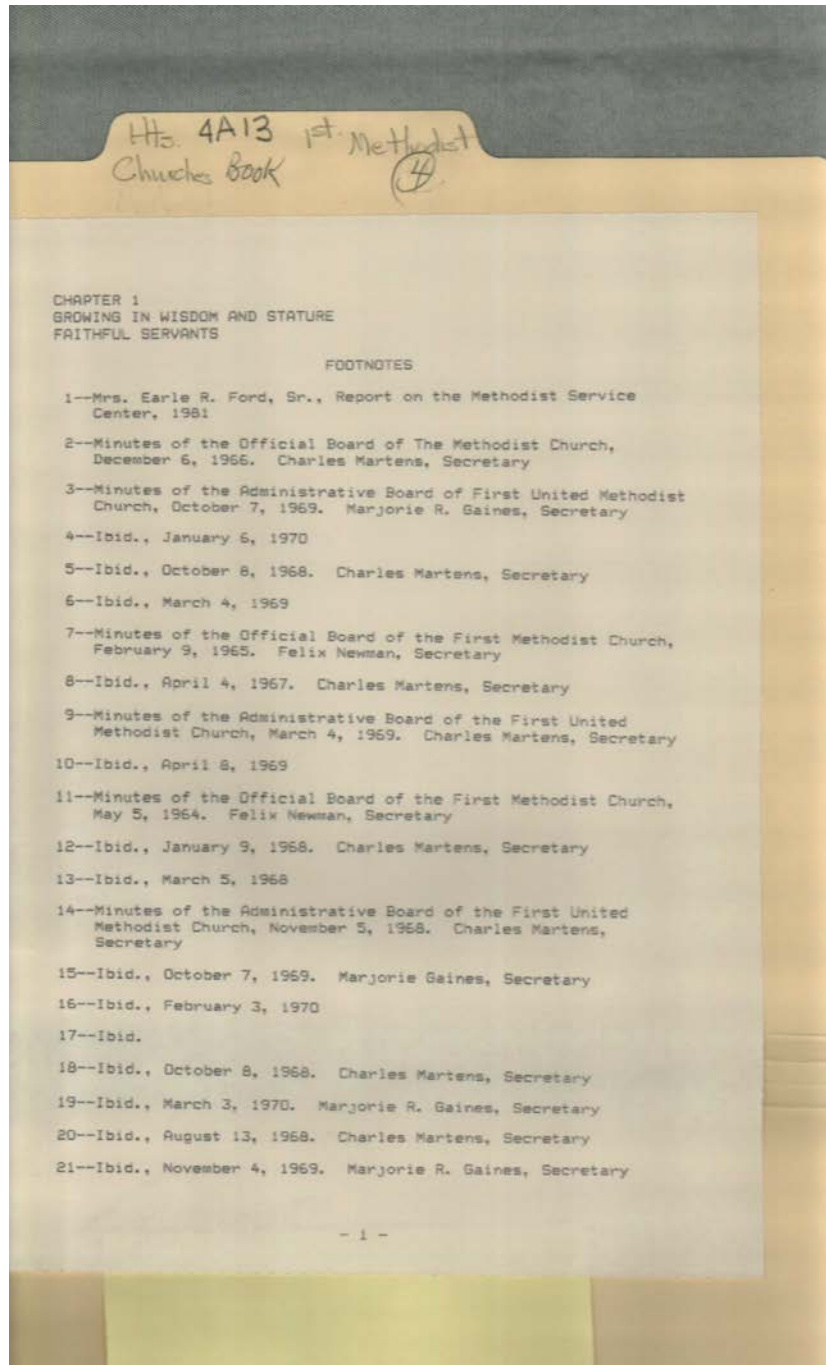 Hts. 4A13 1st. Methodist
Churches Book 4
CHAPTER 1
GROWING IN WISDOM AND STATURE
FAITHFUL SERVANTS
FOOTNOTES
1--Mrs. Earle R. Ford, Sr., Report on the Methodist Service
Center, 1981
2--Minutes of the Official Board of The Methodist Church,
December 6, 1966. Charles Martens, Secretary
3--Minutes of the Administrative Board of First United Methodist
Church, October 7, 1969. Marjorie R. Gaines, Secretary
4--Ibid., January 6, 1970
5--Ibid., October 8, 1968. Charles Martens, Secretary
6--Ibid., March 4, 1969
7--Minutes of the Official Board of the First Methodist Church,
February 9, 1965. Felix Newman, Secretary
8--Ibid., April 4, 1967. Charles Martens, Secretary
9--Minutes of the Administrative Board of the First United
Methodist Church, March 4, 1969. Charles Martens, Secretary
10--Ibid., April 8, 1969
11--Minutes of the Official Board of the First Methodist Church,
May 5, 1964. Felix Newman, Secretary
12--Ibid., January 9, 1968. Charles Martens, Secretary
13--Ibid., March 5, 1968
14--Minutes of the Administrative Board of the First United
Methodist Church, November 5, 1968. Charles Martens,
Secretary
15--Ibid., October 7, 1969. Marjorie Gaines, Secretary
16--Ibid., February 3, 1970
17--Ibid.
18--Ibid., October 8, 1968. Charles Martens, Secretary
19--Ibid., March 3, 1970. Marjorie R. Gaines, Secretary
20--Ibid., August 13, 1968. Charles Martens, Secretary
21--Ibid., November 4, 1969. Marjorie R. Gaines, Secretary
- 1 -